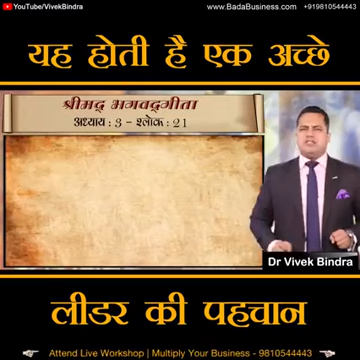 YouTube/VivekBindra
www.BadaBusiness.com +919810544443
यह होती है एक अच्छे
श्रीमद् भगवद्गीता
अध्याय : 3 - श्लोक : 21
Dr Vivek Bindra
लीडर की पहचान
Attend Live Workshop | Multiply Your Business - 9810544443